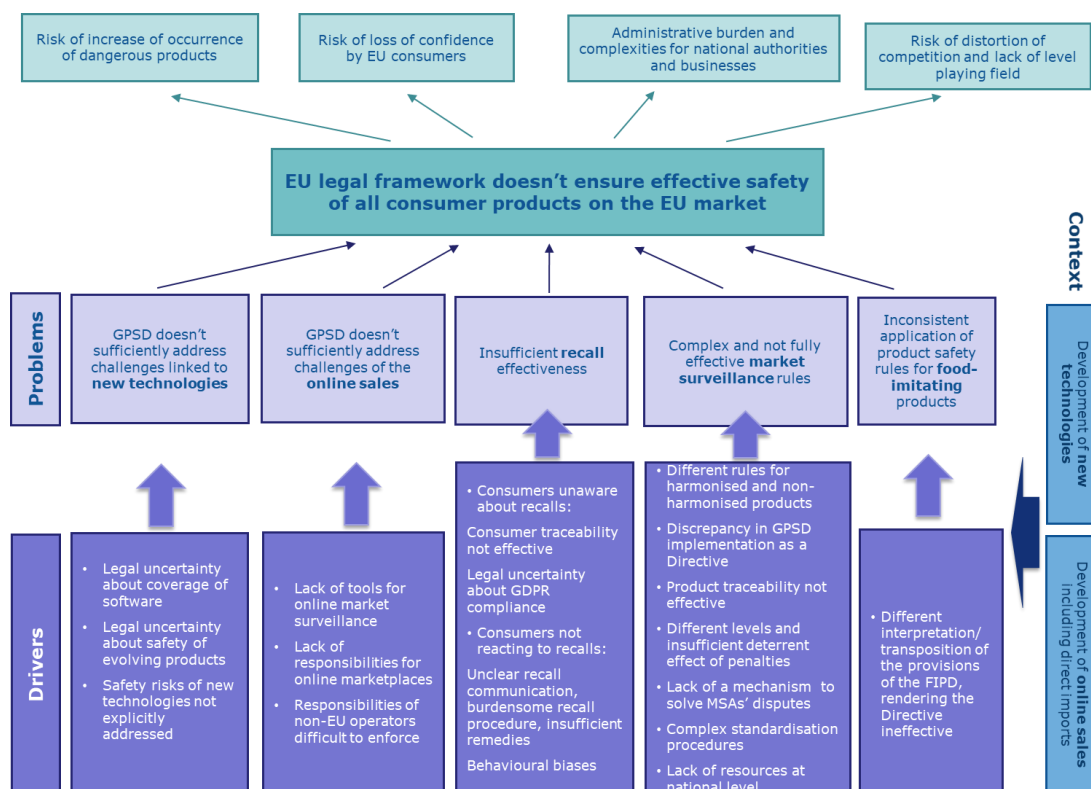 Risk of increase of occurrence
of dangerous products
Risk of loss of confidence
by EU consumers
Administrative burden and
complexities for national authorities
and businesses
Risk of distortion of
competition and lack of level
playing field
EU legal framework doesn't ensure effective safety
of all consumer products on the EU market
Context
Problems
GPSD doesn't
sufficiently address
challenges linked to
new technologies
GPSD doesn't
sufficiently address
challenges of the
online sales
Insufficient recall
effectiveness
Complex and not fully
effective market
surveillance rules
Inconsistent
application of
product safety
rules for food-
imitating
products
Development of new
technologies
Drivers
• Legal uncertainty
about coverage of
software
• Legal uncertainty
about safety of
evolving products
• Safety risks of new
technologies not
explicitly
addressed
• Lack of tools for
online market
surveillance
• Lack of
responsibilities for
online marketplaces
• Responsibilities of
non-EU operators
difficult to enforce
• Consumers unaware
about recalls:
Consumer traceability
not effective
Legal uncertainty
about GDPR
compliance
• Consumers not
reacting to recalls:
Unclear recall
communication,
burdensome recall
procedure, insufficient
remedies
Behavioural biases
• Different rules for
harmonised and non-
harmonised products
• Discrepancy in GPSD
implementation as a
Directive
• Product traceability not
effective
• Different levels and
insufficient deterrent
effect of penalties
• Lack of a mechanism to
solve MSAs' disputes
• Complex standardisation
procedures
• Lack of resources at
national level
• Different
interpretation/
transposition of
the provisions
of the FIPD,
rendering the
Directive
ineffective
Development of online sales
including direct imports